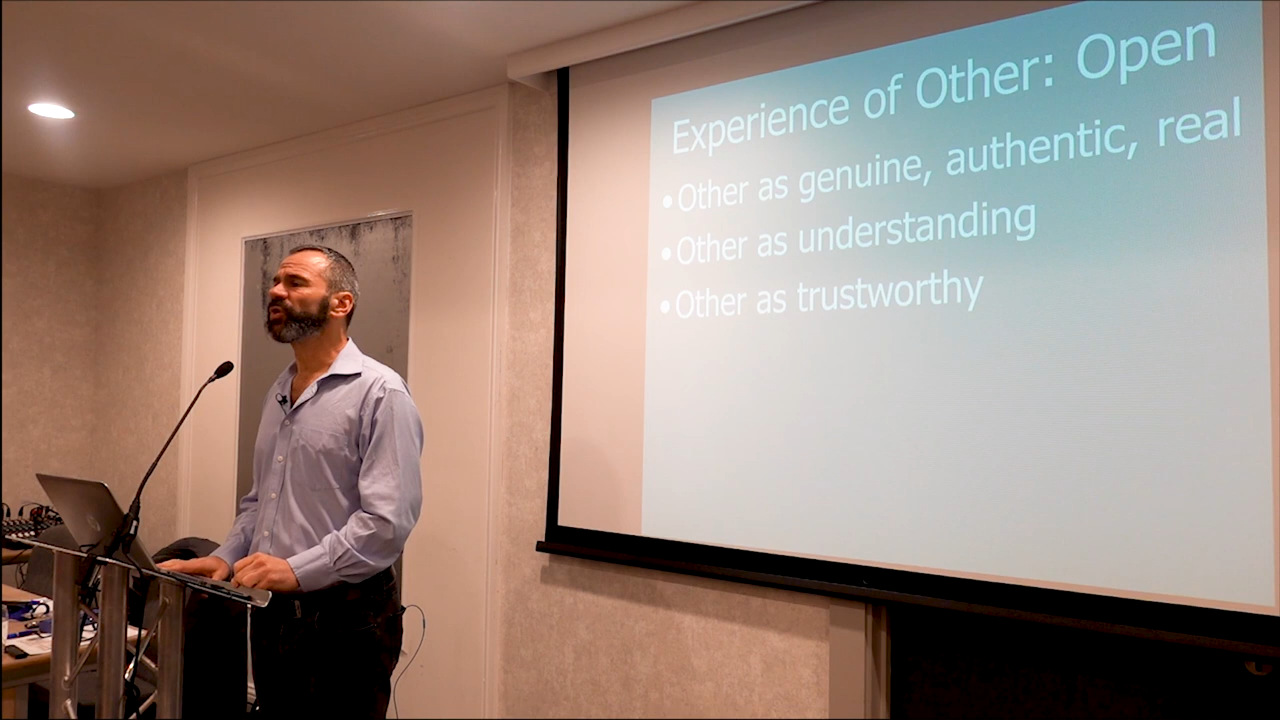 Experience of Other: Open
• Other as genuine, authentic, real
• Other as understanding
• Other as trustworthy